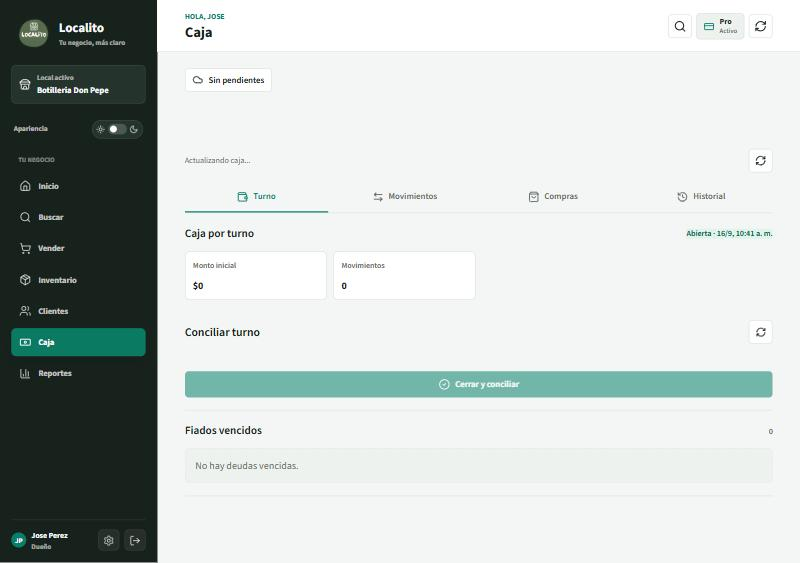 LOCALITO
Localito
Tu negocio, más claro
Local activo
Botillería Don Pepe
Apariencia
TU NEGOCIO
Inicio
Buscar
Vender
Inventario
Clientes
Caja
Reportes
JP
Jose Perez
Dueño
HOLA, JOSE
Caja
Pro
Activo
Sin pendientes
Actualizando caja...
Turno
Movimientos
Compras
Historial
Caja por turno
Abierta · 16/9, 10:41 a. m.
Monto inicial
$0
Movimientos
0
Conciliar turno
Cerrar y conciliar
Fiados vencidos
0
No hay deudas vencidas.